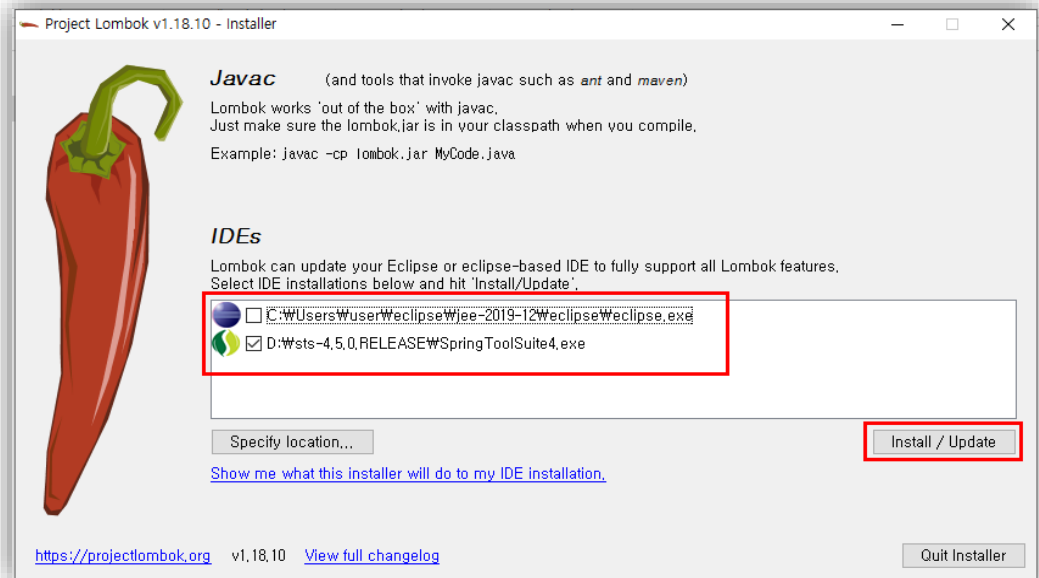 Project Lombok v1.18.10 - Installer
Javac (and tools that invoke javac such as ant and maven)
Lombok works 'out of the box' with javac.
Just make sure the lombok.jar is in your classpath when you compile.
Example: javac -cp lombok.jar MyCode.java
IDEs
Lombok can update your Eclipse or eclipse-based IDE to fully support all Lombok features.
Select IDE installations below and hit 'Install/Update'.
C:₩Users₩user₩eclipse₩jee-2019-12₩eclipse₩eclipse.exe
D:₩sts-4.5.0.RELEASE₩SpringToolSuite4.exe
Specify location...
Install / Update
Show me what this installer will do to my IDE installation.
https://projectlombok.org v1.18.10 View full changelog
Quit Installer